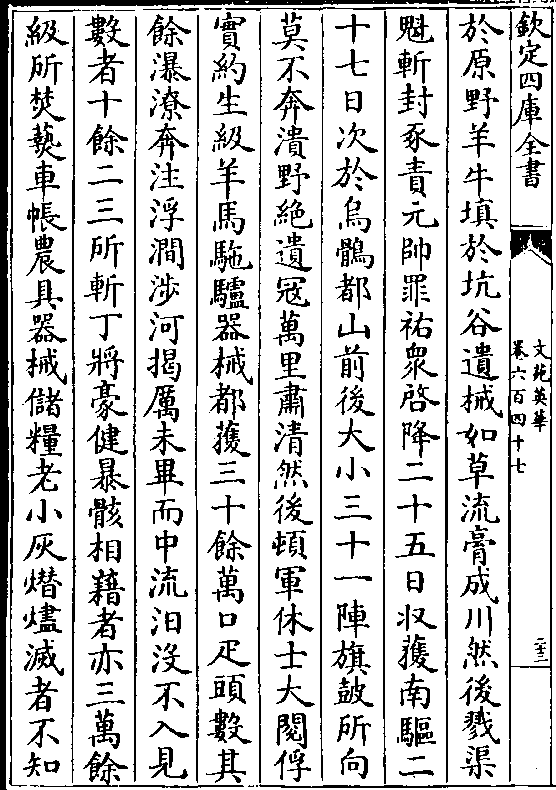 欽定四庫全書
文苑英華
卷六百四十七
二十三
於原野羊牛填於坑谷遺械如草流膏成川然後戮渠
魁斬封豕責元帥罪祐衆啓降二十五日収獲南驅二
十七日次於烏鶻都山前後大小三十一陣旗鼓所向
莫不奔潰野絶遺冦萬里肅清然後頓軍休士大閱俘
實約生級羊馬駞驢器械都獲三十餘萬口疋頭數其
餘瀑潦奔注浮澗涉河揭厲未畢而中流汨没不入見
數者十餘二三所斬丁將豪健暴骸相藉者亦三萬餘
級所焚爇車帳農具器械儲糧老小灰熸燼滅者不知